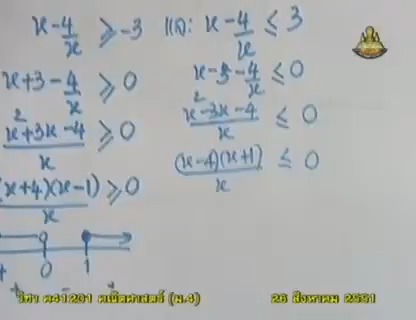 x - 4/x ≥ -3 และ x - 4/x ≤ 3
x + 3 - 4/x ≥ 0
x - 3 - 4/x ≤ 0
x² + 3x - 4 / x ≥ 0
x² - 3x - 4 / x ≤ 0
(x+4)(x-1) / x ≥ 0
(x-4)(x+1) / x ≤ 0
0 1
+ - +
วิชา ค41201 คณิตศาสตร์ (ม.4) 26 สิงหาคม 2551